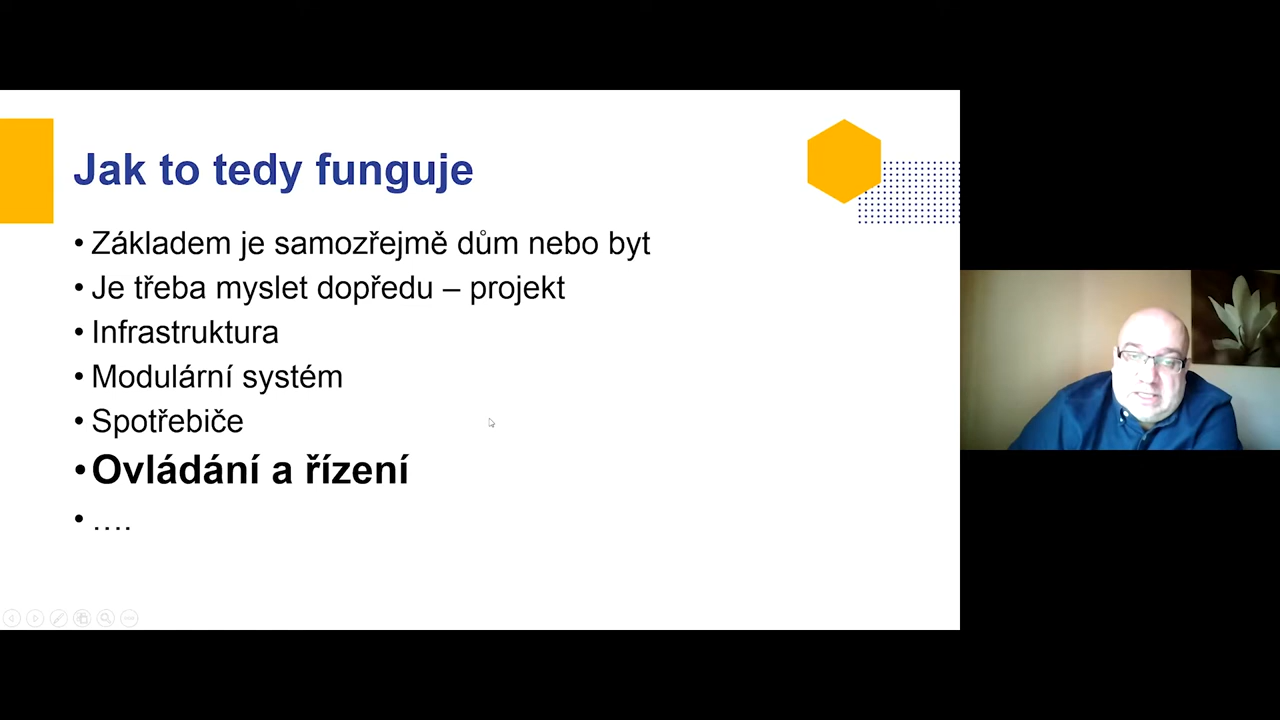 Jak to tedy funguje
• Základem je samozřejmě dům nebo byt
• Je třeba myslet dopředu – projekt
• Infrastruktura
• Modulární systém
• Spotřebiče
• Ovládání a řízení
• ….